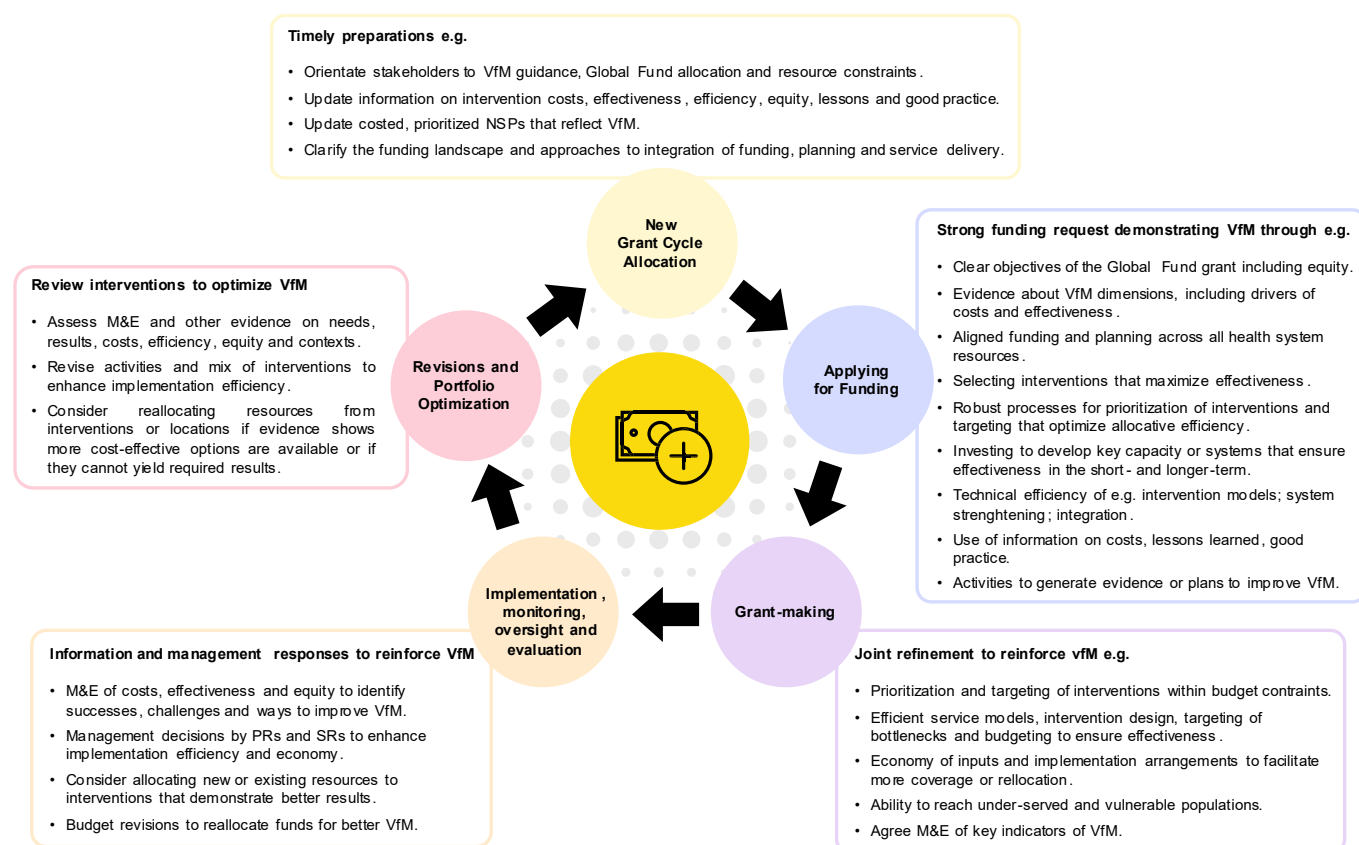 Timely preparations e.g.
• Orientate stakeholders to VfM guidance, Global Fund allocation and resource constraints.
• Update information on intervention costs, effectiveness, efficiency, equity, lessons and good practice.
• Update costed, prioritized NSPs that reflect VfM.
• Clarify the funding landscape and approaches to integration of funding, planning and service delivery.
New
Grant Cycle
Allocation
Strong funding request demonstrating VfM through e.g.
• Clear objectives of the Global Fund grant including equity.
• Evidence about VfM dimensions, including drivers of
costs and effectiveness.
• Aligned funding and planning across all health system
resources.
• Selecting interventions that maximize effectiveness.
• Robust processes for prioritization of interventions and
targeting that optimize allocative efficiency.
• Investing to develop key capacity or systems that ensure
effectiveness in the short- and longer-term.
• Technical efficiency of e.g. intervention models; system
strenghtening; integration.
• Use of information on costs, lessons learned, good
practice.
• Activities to generate evidence or plans to improve VfM.
Applying
for Funding
Grant-making
Joint refinement to reinforce vfM e.g.
• Prioritization and targeting of interventions within budget contraints.
• Efficient service models, intervention design, targeting of
bottlenecks and budgeting to ensure effectiveness.
• Economy of inputs and implementation arrangements to facilitate
more coverage or rellocation.
• Ability to reach under-served and vulnerable populations.
• Agree M&E of key indicators of VfM.
Implementation,
monitoring,
oversight and
evaluation
Information and management responses to reinforce VfM
• M&E of costs, effectiveness and equity to identify
successes, challenges and ways to improve VfM.
• Management decisions by PRs and SRs to enhance
implementation efficiency and economy.
• Consider allocating new or existing resources to
interventions that demonstrate better results.
• Budget revisions to reallocate funds for better VfM.
Revisions and
Portfolio
Optimization
Review interventions to optimize VfM
• Assess M&E and other evidence on needs,
results, costs, efficiency, equity and contexts.
• Revise activities and mix of interventions to
enhance implementation efficiency.
• Consider reallocating resources from
interventions or locations if evidence shows
more cost-effective options are available or if
they cannot yield required results.